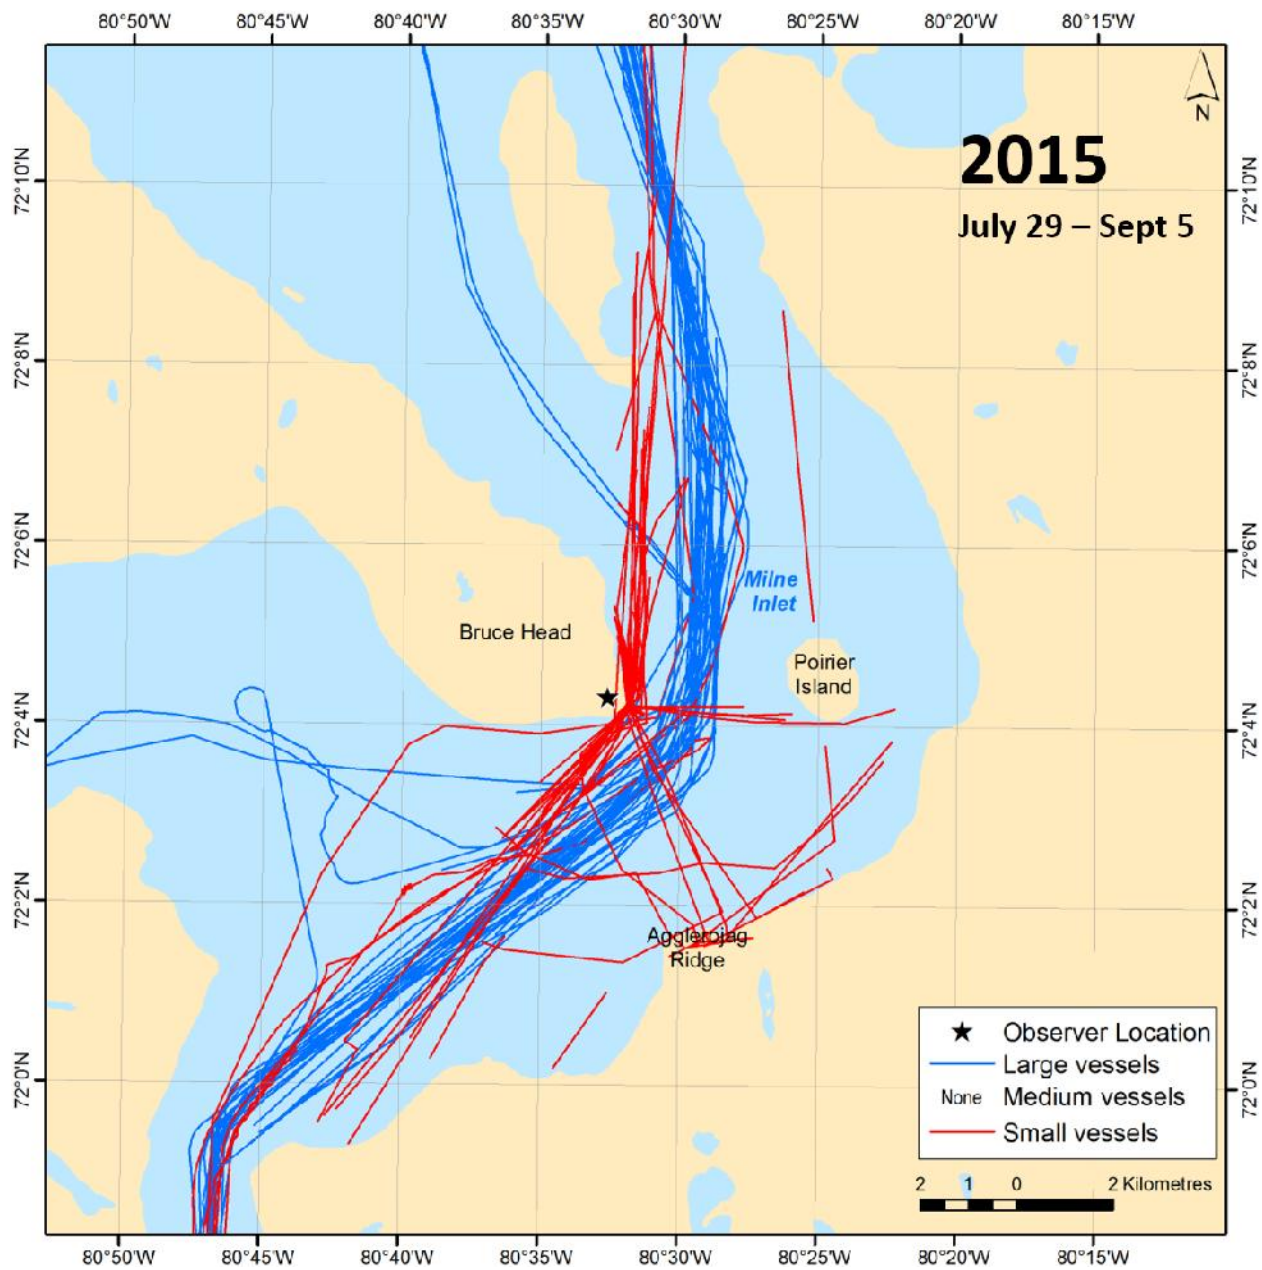 80°50'W 80°45'W 80°40'W 80°35'W 80°30'W 80°25'W 80°20'W 80°15'W
N
2015
July 29 – Sept 5
72°10'N 72°10'N
72°8'N 72°8'N
72°6'N 72°6'N
Milne
Inlet
Bruce Head
Poirier
Island
72°4'N 72°4'N
72°2'N 72°2'N
Agglerojaq
Ridge
72°0'N 72°0'N
Observer Location
Large vessels
None Medium vessels
Small vessels
2 1 0 2 Kilometres
80°50'W 80°45'W 80°40'W 80°35'W 80°30'W 80°25'W 80°20'W 80°15'W